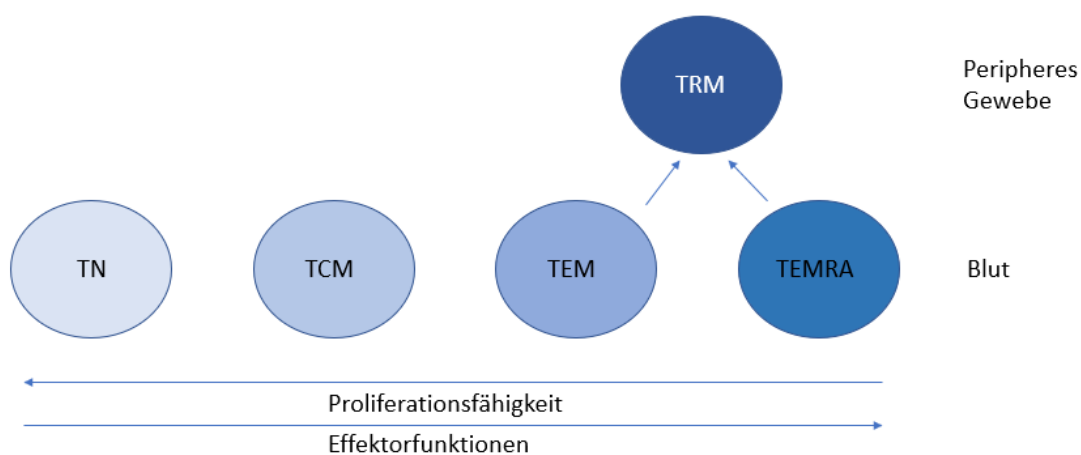 TRM
Peripheres
Gewebe
TN
TCM
TEM
TEMRA
Blut
Proliferationsfähigkeit
Effektorfunktionen